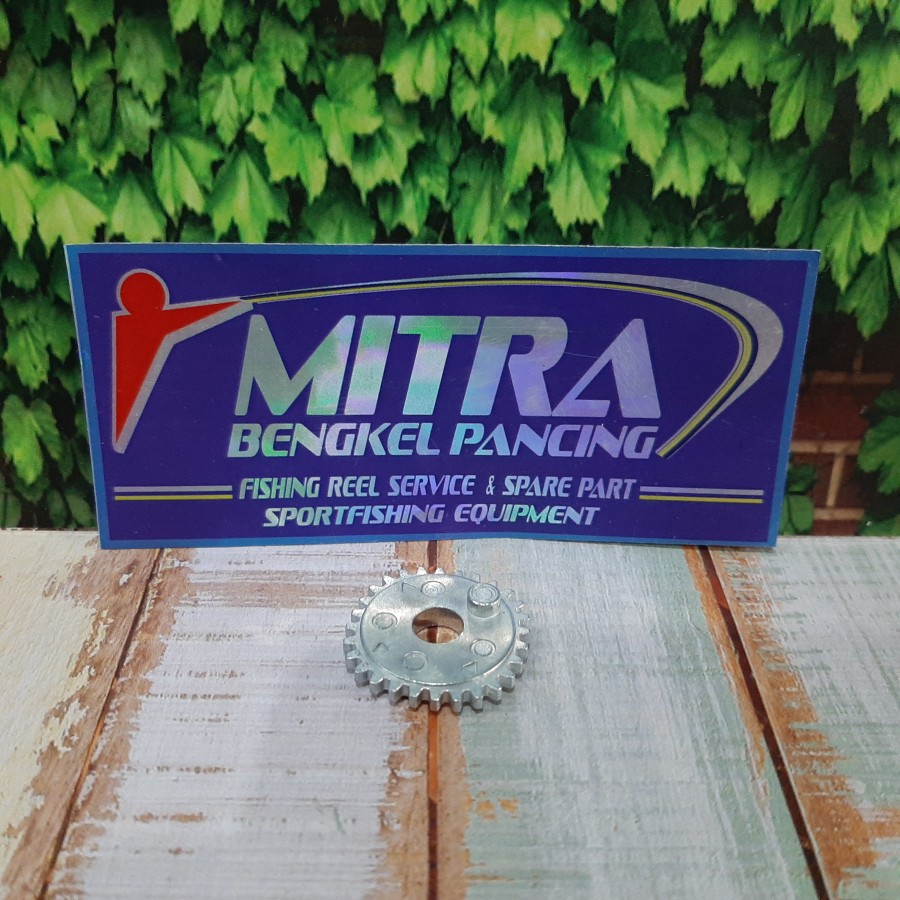 MITRA
BENGKEL PANCING
FISHING REEL SERVICE & SPARE PART
SPORTFISHING EQUIPMENT